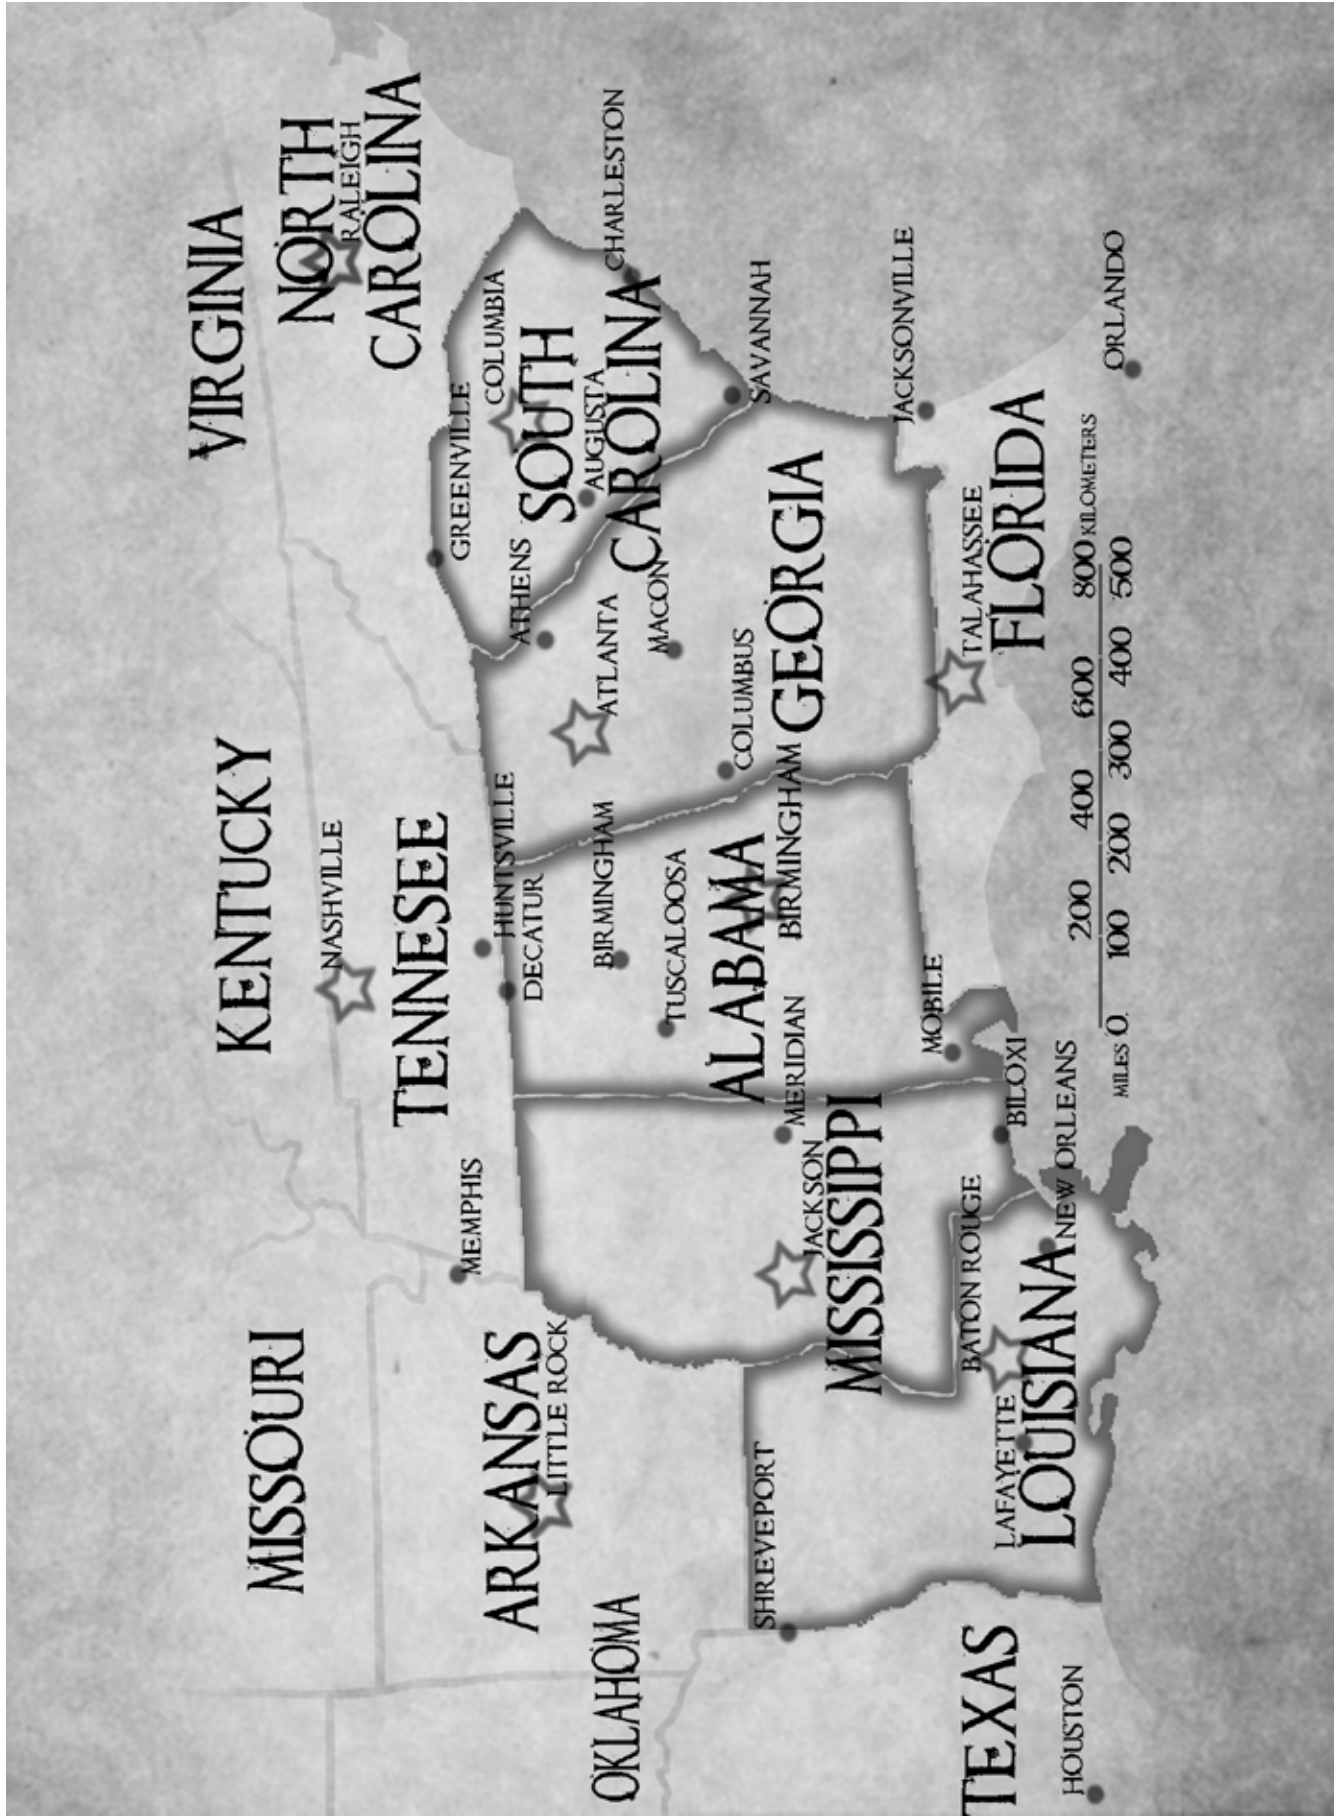 VIRGINIA
KENTUCKY
MISSOURI
NORTH
CAROLINA
RALEIGH
NASHVILLE
TENNESEE
GREENVILLE
MEMPHIS
COLUMBIA
ARKANSAS
LITTLE ROCK
HUNTSVILLE
DECATUR
ATHENS
SOUTH
CAROLINA
AUGUSTA
CHARLESTON
OKLAHOMA
BIRMINGHAM
ATLANTA
MACON
TUSCALOOSA
COLUMBUS
SAVANNAH
ALABAMA
BIRMINGHAM
GEORGIA
SHREVEPORT
MERIDIAN
JACKSON
MISSISSIPPI
JACKSONVILLE
MOBILE
TALAHASSEE
BATON ROUGE
FLORIDA
TEXAS
LAFAYETTE
BILOXI
LOUISIANA
NEW ORLEANS
HOUSTON
ORLANDO
200 400 600 800 KILOMETERS
MILES 0 100 200 300 400 500